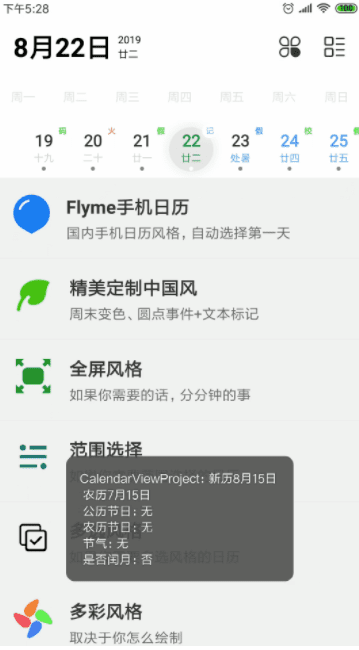 下午5:28
100
8月22日
2019
廿二
周一 周二 周三 周四 周五 周六 周日
码 火 假 记 假 校 假
19 20 21 22 23 24 25
十九 二十 廿一 廿二 处暑 廿四 廿五
Flyme手机日历
国内手机日历风格，自动选择第一天
精美定制中国风
周末变色、圆点事件+文本标记
全屏风格
如果你需要的话，分分钟的事
范围选择
CalendarViewProject: 新历8月15日
农历7月15日
公历节日: 无
农历节日: 无
节气: 无
是否闰月: 否
风格的日历
多彩风格
取决于你怎么绘制